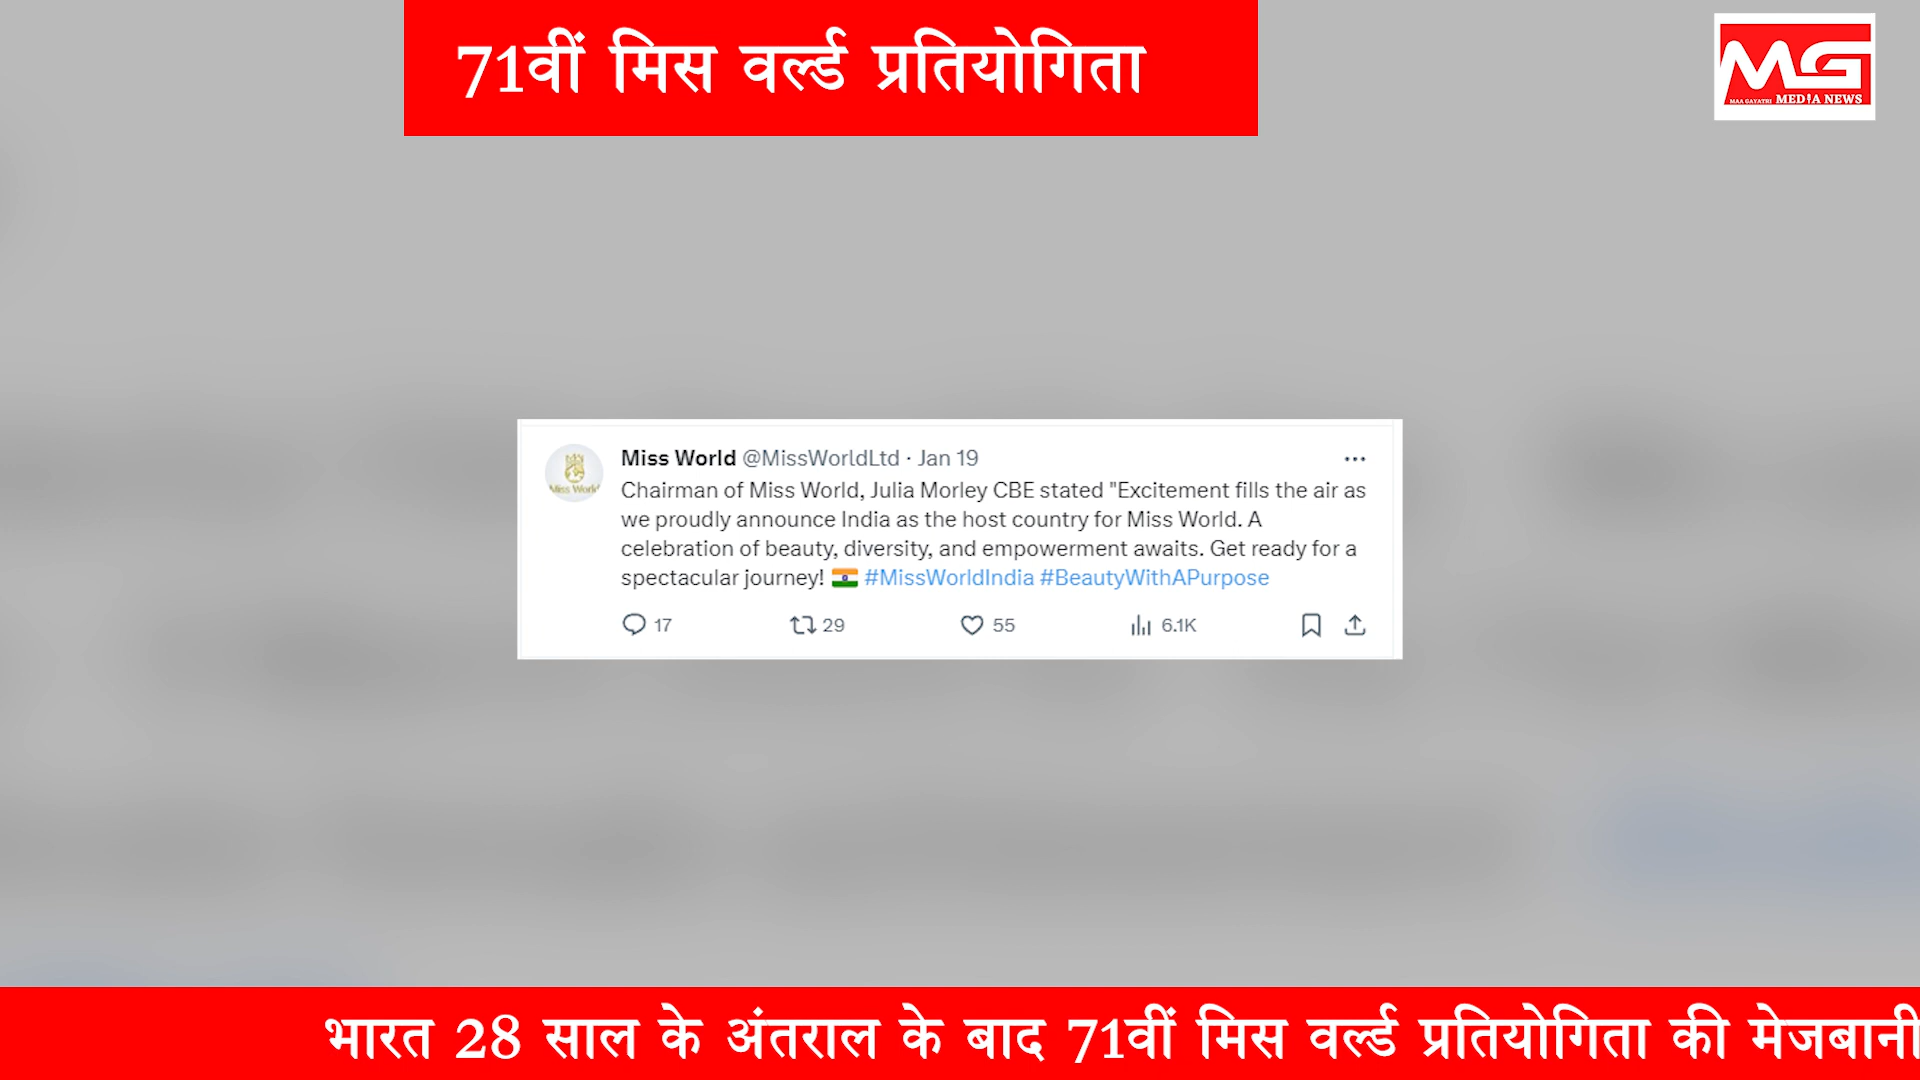 71वीं मिस वर्ल्ड प्रतियोगिता
MG
MAA GAYATRI MEDIA NEWS
Miss World @MissWorldLtd · Jan 19
Miss World
Chairman of Miss World, Julia Morley CBE stated "Excitement fills the air as
we proudly announce India as the host country for Miss World. A
celebration of beauty, diversity, and empowerment awaits. Get ready for a
spectacular journey! 🇮🇳 #MissWorldIndia #BeautyWithAPurpose
17 29 55 6.1K
भारत 28 साल के अंतराल के बाद 71वीं मिस वर्ल्ड प्रतियोगिता की मेजबानी